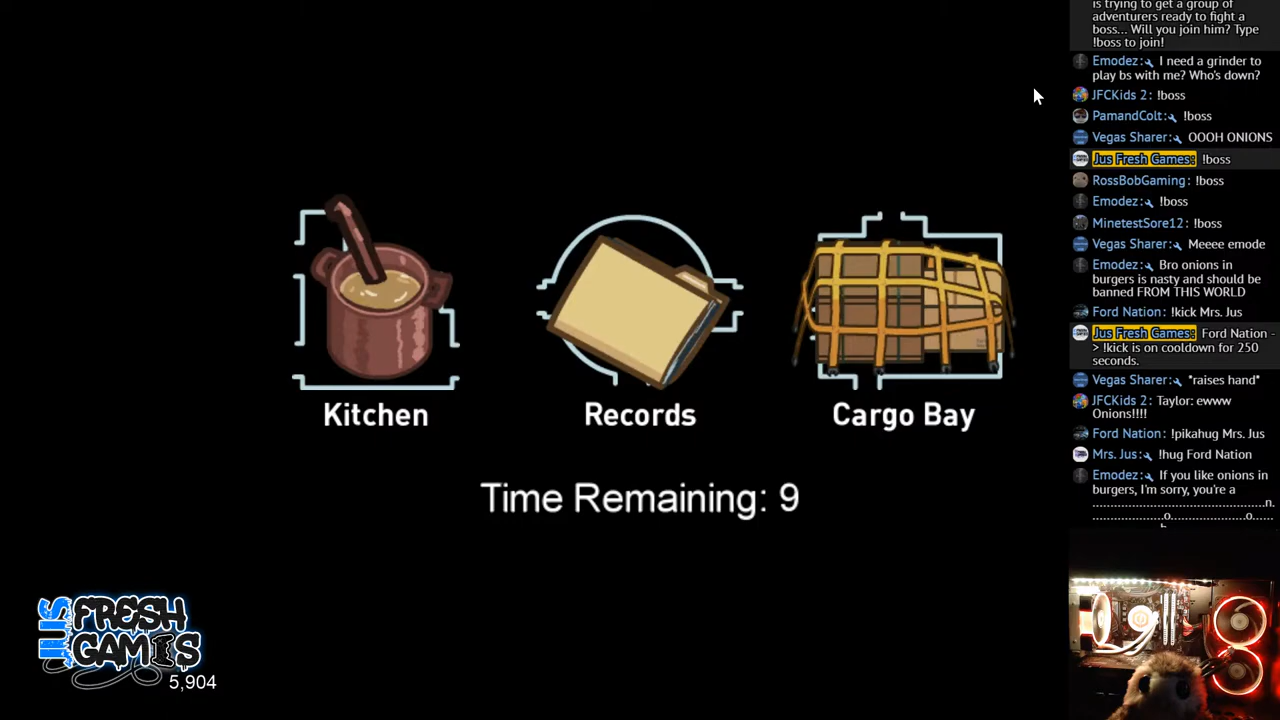 is trying to get a group of
adventurers ready to fight a
boss... Will you join him? Type
!boss to join!
Emodez: I need a grinder to
play bs with me? Who's down?
JFCKids 2: !boss
PamandColt: !boss
Vegas Sharer: OOOH ONIONS
Jus Fresh Games: !boss
RossBobGaming: !boss
Emodez: !boss
MinetestSore12: !boss
Vegas Sharer: Meeee emode
Emodez: Bro onions in
burgers is nasty and should be
banned FROM THIS WORLD
Ford Nation: !kick Mrs. Jus
Jus Fresh Games: Ford Nation -
> !kick is on cooldown for 250
seconds.
Vegas Sharer: *raises hand*
JFCKids 2: Taylor: ewww
Onions!!!!
Ford Nation: !pikahug Mrs. Jus
Mrs. Jus: !hug Ford Nation
Emodez: If you like onions in
burgers, I'm sorry, you're a
Kitchen
Records
Cargo Bay
Time Remaining: 9
JUS
FRESH
GAMES
5,904